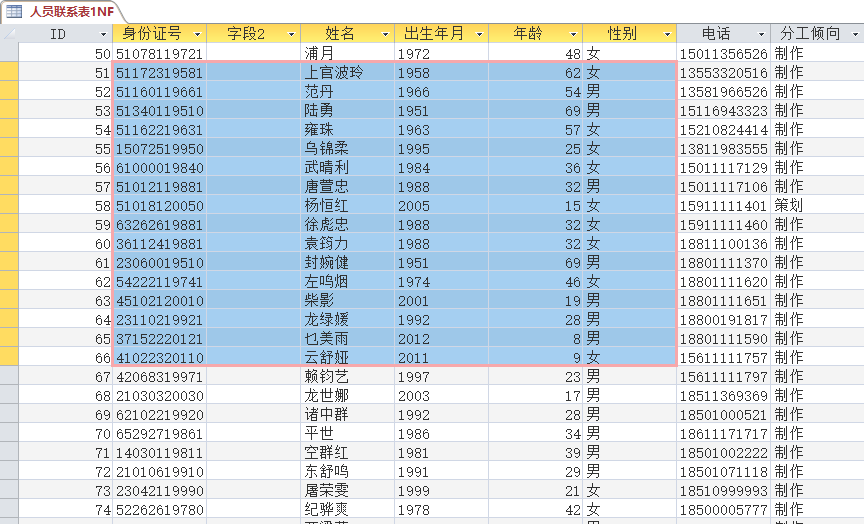 人员联系表1NF
ID 身份证号 字段2 姓名 出生年月 年龄 性别 电话 分工倾向
50 51078119721 浦月 1972 48 女 15011356526 制作
51 51172319581 上官波玲 1958 62 女 13553320516 制作
52 51160119661 范丹 1966 54 男 13581966526 制作
53 51340119510 陆勇 1951 69 男 15116943323 制作
54 51162219631 雍珠 1963 57 女 15210824414 制作
55 15072519950 乌锦柔 1995 25 女 13811983555 制作
56 61000019840 武晴利 1984 36 女 15011117129 制作
57 51012119881 唐萱忠 1988 32 男 15011117106 制作
58 51018120050 杨恒红 2005 15 女 15911111401 策划
59 63262619881 徐彪忠 1988 32 女 15911111460 制作
60 36112419881 袁筠力 1988 32 女 18811100136 制作
61 23060019510 封婉健 1951 69 男 18801111370 制作
62 54222119741 左鸣烟 1974 46 女 18801111620 制作
63 45102120010 柴影 2001 19 男 18801111651 制作
64 23110219921 龙绿媛 1992 28 男 18800191817 制作
65 37152220121 乜美雨 2012 8 男 18801111590 制作
66 41022320110 云舒娅 2011 9 女 15611111757 制作
67 42068319971 赖钧艺 1997 23 男 15611111797 制作
68 21030320030 龙世娜 2003 17 男 18511369369 制作
69 62102219920 诸中群 1992 28 男 18501000521 制作
70 65292719861 平世 1986 34 男 18611171717 制作
71 14030119811 空群红 1981 39 男 18501002222 制作
72 21010619910 东舒鸣 1991 29 男 18501071118 制作
73 23042119990 屠荣雯 1999 21 女 18510999993 制作
74 52262619780 纪骅爽 1978 42 女 18500005777 制作